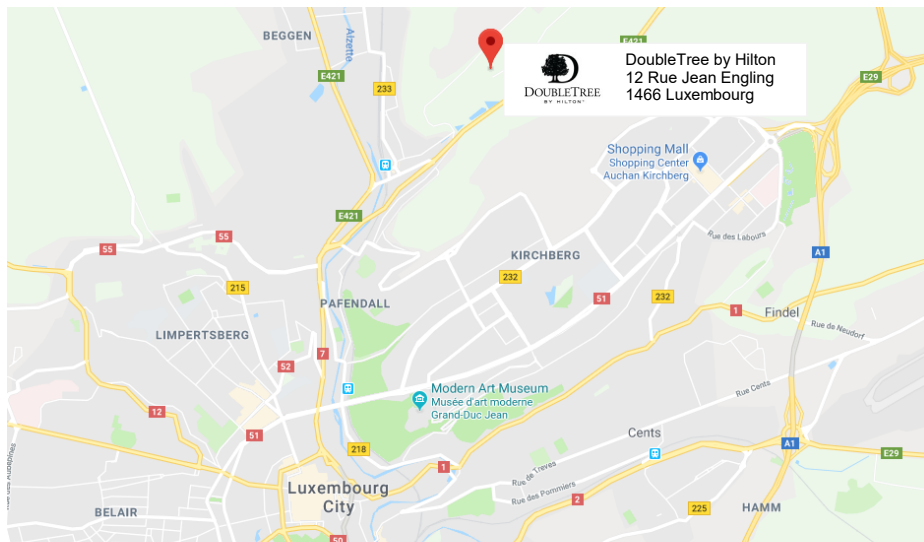 BEGGEN
Alzette
E421
E421
E29
DOUBLETREE
BY HILTON
DoubleTree by Hilton
12 Rue Jean Engling
1466 Luxembourg
233
Shopping Mall
Shopping Center
Auchan Kirchberg
E421
55
55
Rue des Labours
KIRCHBERG
A1
215
232
232
51
PAFENDALL
1
Findel
Rue de Neudorf
LIMPERTSBERG
7
52
Modern Art Museum
Musée d'art moderne
Grand-Duc Jean
Rue Cents
12
51
Cents
A1
218
E29
1
Rue de Treves
Luxembourg
City
Rue des Pommiers
2
225
HAMM
BELAIR
50